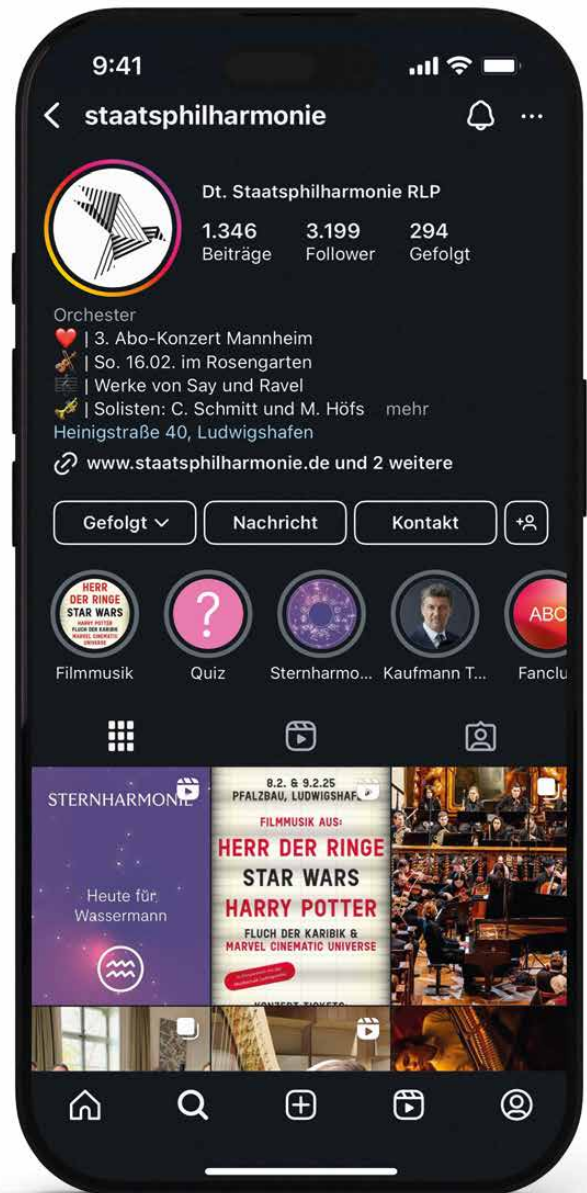 9:41
staatsphilharmonie
Dt. Staatsphilharmonie RLP
1.346 3.199 294
Beiträge Follower Gefolgt
Orchester
❤️ | 3. Abo-Konzert Mannheim
🎻 | So. 16.02. im Rosengarten
🎼 | Werke von Say und Ravel
🎺 | Solisten: C. Schmitt und M. Höfs mehr
Heinigstraße 40, Ludwigshafen
www.staatsphilharmonie.de und 2 weitere
Gefolgt Nachricht Kontakt
HERR
DER RINGE
STAR WARS
HARRY POTTER
FLUCH DER KARIBIK
MARVEL CINEMATIC
UNIVERSE
?
ABO
Filmmusik Quiz Sternharmo... Kaufmann T... Fanclu
STERNHARMONIE
Heute für
Wassermann
8.2. & 9.2.25
PFALZBAU, LUDWIGSHAF
FILMMUSIK AUS:
HERR DER RINGE
STAR WARS
HARRY POTTER
FLUCH DER KARIBIK &
MARVEL CINEMATIC UNIVERSE
KONZERT-TICKETS: